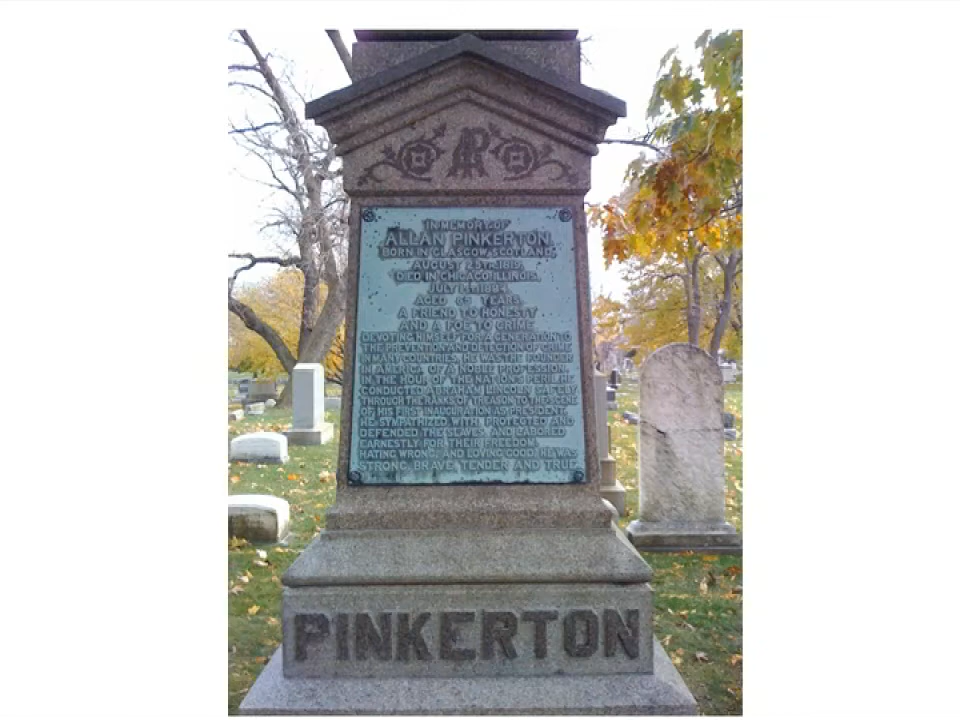 AP
IN MEMORY OF
ALLAN PINKERTON,
BORN IN GLASGOW, SCOTLAND,
AUGUST 25TH 1819,
DIED IN CHICAGO, ILLINOIS,
JULY 1ST 1884
AGED 65 YEARS.
A FRIEND TO HONESTY
AND A FOE TO CRIME
DEVOTING HIMSELF FOR A GENERATION TO
THE PREVENTION AND DETECTION OF CRIME
IN MANY COUNTRIES, HE WAS THE FOUNDER
IN AMERICA OF A NOBLE PROFESSION.
IN THE HOUR OF THE NATION'S PERIL, HE
CONDUCTED ABRAHAM LINCOLN SAFELY
THROUGH THE RANKS OF TREASON TO THE SCENE
OF HIS FIRST INAUGURATION AS PRESIDENT.
HE SYMPATHIZED WITH, PROTECTED AND
DEFENDED THE SLAVES, AND LABORED
EARNESTLY FOR THEIR FREEDOM.
HATING WRONG, AND LOVING GOOD, HE WAS
STRONG, BRAVE, TENDER AND TRUE.
PINKERTON